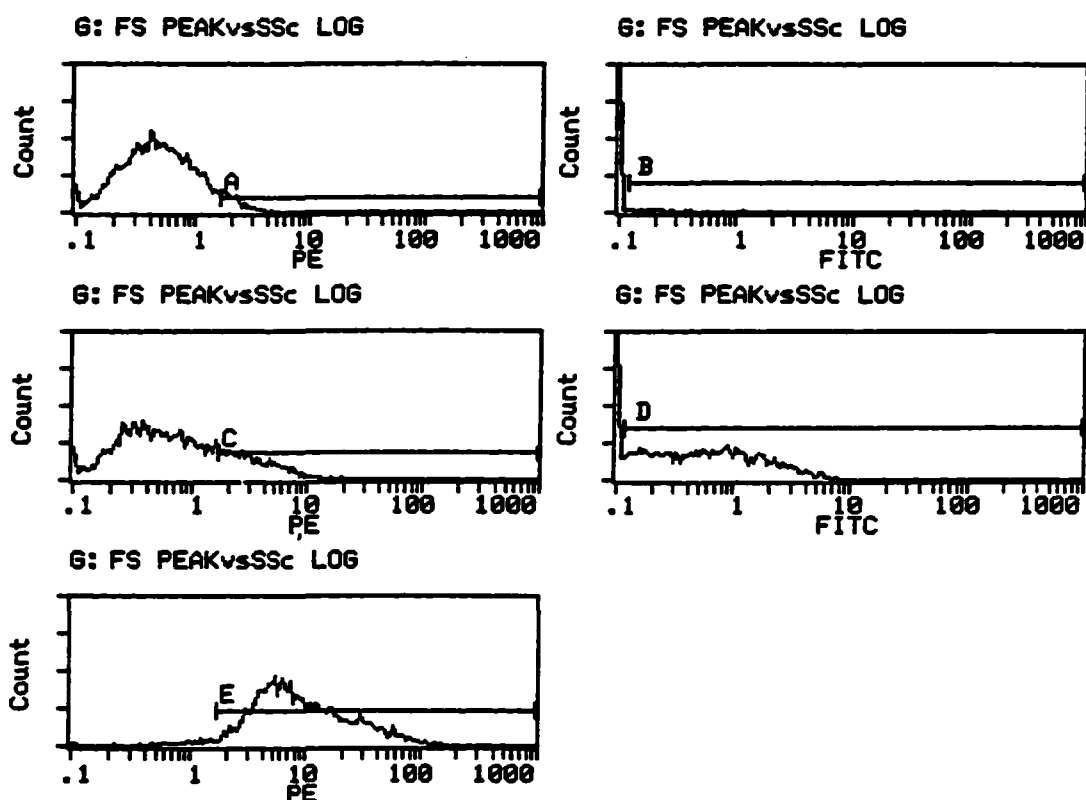 G: FS PEAKvsSSc LOG
Count
A
.1 1 10 100 1000
PE
G: FS PEAKvsSSc LOG
Count
B
.1 1 10 100 1000
FITC
G: FS PEAKvsSSc LOG
Count
C
.1 1 10 100 1000
PE
G: FS PEAKvsSSc LOG
Count
D
.1 1 10 100 1000
FITC
G: FS PEAKvsSSc LOG
Count
E
.1 1 10 100 1000
PE